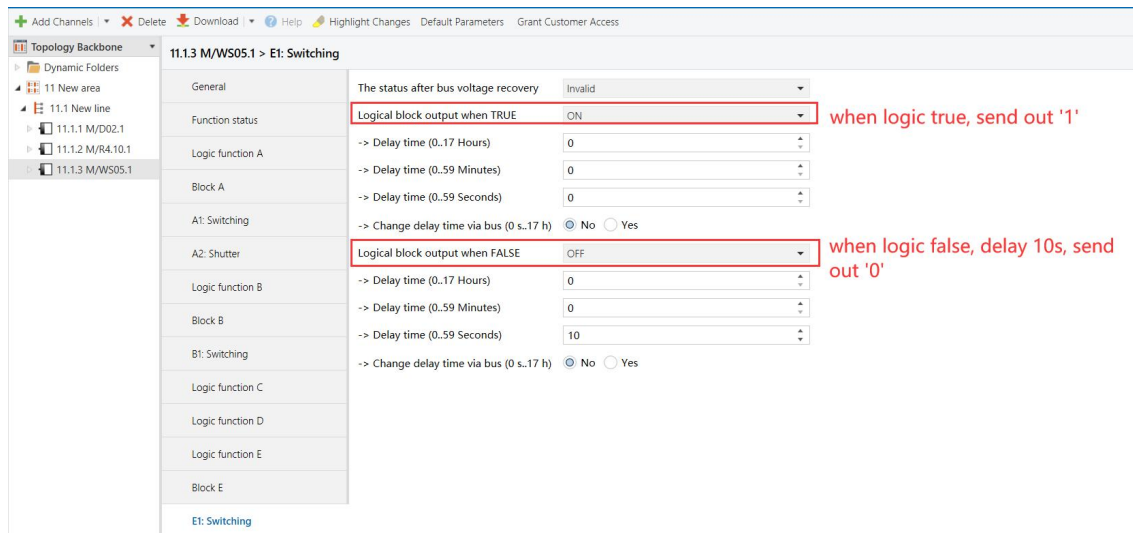 Add Channels Delete Download Help Highlight Changes Default Parameters Grant Customer Access
Topology Backbone
Dynamic Folders
11 New area
11.1 New line
11.1.1 M/D02.1
11.1.2 M/R4.10.1
11.1.3 M/WS05.1
11.1.3 M/WS05.1 > E1: Switching
General
Function status
Logic function A
Block A
A1: Switching
A2: Shutter
Logic function B
Block B
B1: Switching
Logic function C
Logic function D
Logic function E
Block E
E1: Switching
The status after bus voltage recovery Invalid
Logical block output when TRUE ON
-> Delay time (0..17 Hours) 0
-> Delay time (0..59 Minutes) 0
-> Delay time (0..59 Seconds) 0
-> Change delay time via bus (0 s..17 h) No Yes
Logical block output when FALSE OFF
-> Delay time (0..17 Hours) 0
-> Delay time (0..59 Minutes) 0
-> Delay time (0..59 Seconds) 10
-> Change delay time via bus (0 s..17 h) No Yes
when logic true, send out '1'
when logic false, delay 10s, send
out '0'